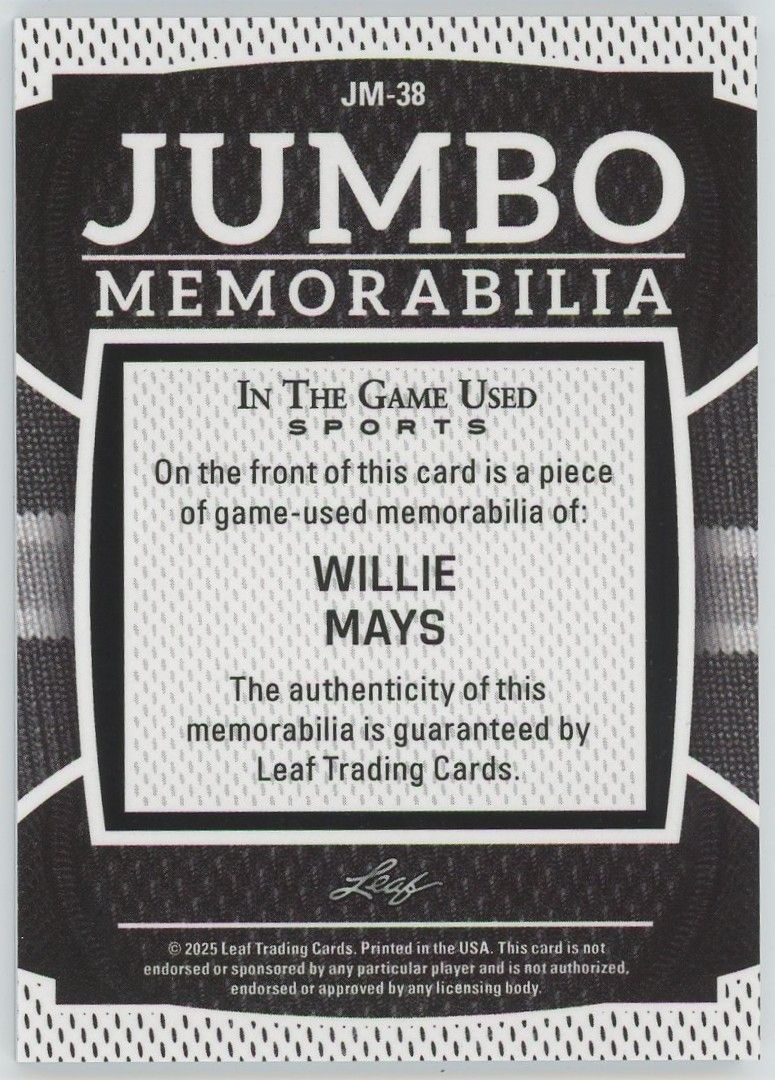 JM-38
JUMBO
MEMORABILIA
IN THE GAME USED
SPORTS
On the front of this card is a piece
of game-used memorabilia of:
WILLIE
MAYS
The authenticity of this
memorabilia is guaranteed by
Leaf Trading Cards.
Leaf
© 2025 Leaf Trading Cards. Printed in the USA. This card is not
endorsed or sponsored by any particular player and is not authorized,
endorsed or approved by any licensing body.